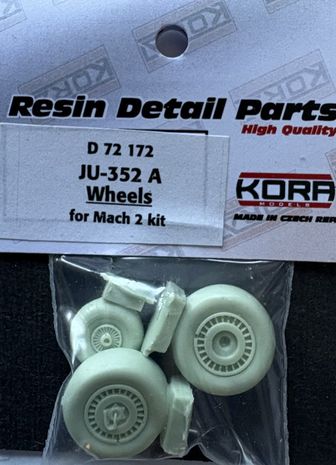 KORA
Resin Detail Parts
High Quality
D 72 172
JU-352 A
Wheels
for Mach 2 kit
KORA
MODELS
MADE IN CZECH REP